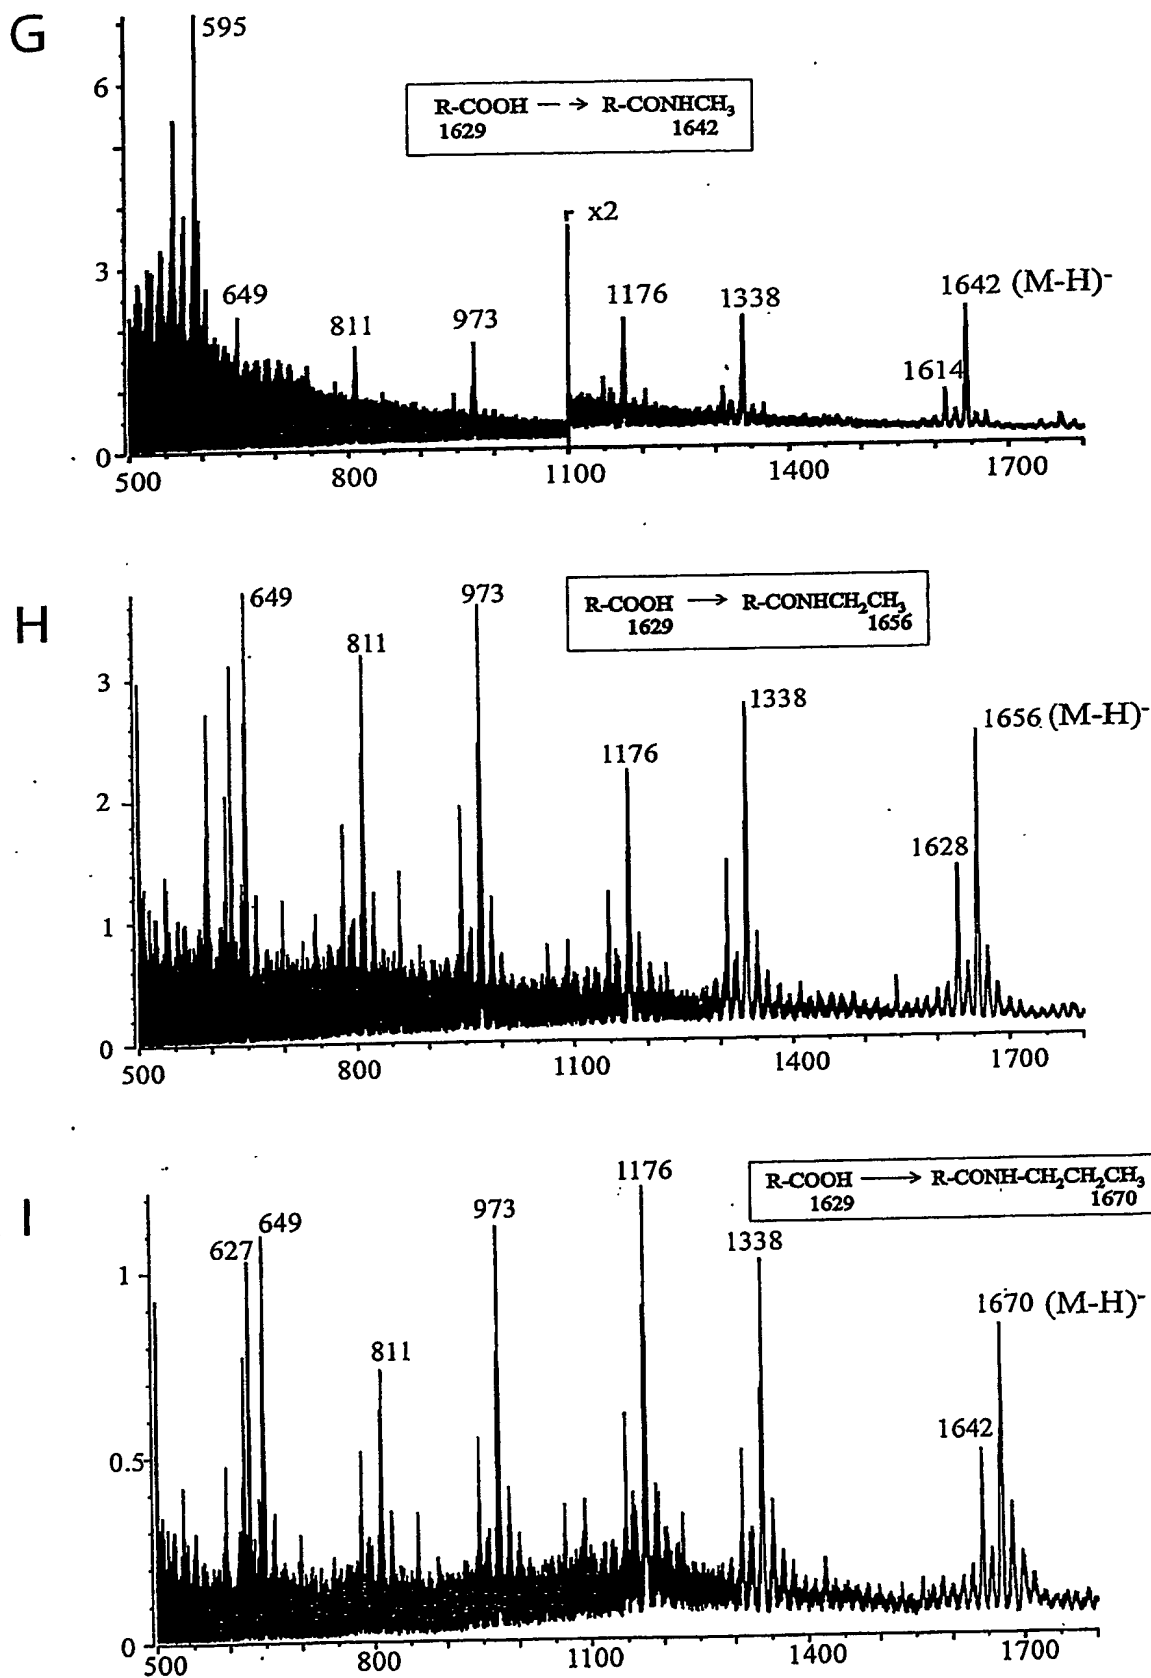 G
595
6
R-COOH — → R-CONHCH₃
1629 1642
x2
3
649
811
973
1176
1338
1642 (M-H)⁻
1614
0
500 800 1100 1400 1700
H
649
973
R-COOH → R-CONHCH₂CH₃
1629 1656
811
3
1338
1656 (M-H)⁻
1176
2
1628
1
0
500 800 1100 1400 1700
I
1176
R-COOH → R-CONH-CH₂CH₂CH₃
1629 1670
973
649
627
1338
1
1670 (M-H)⁻
811
1642
0.5
0
500 800 1100 1400 1700